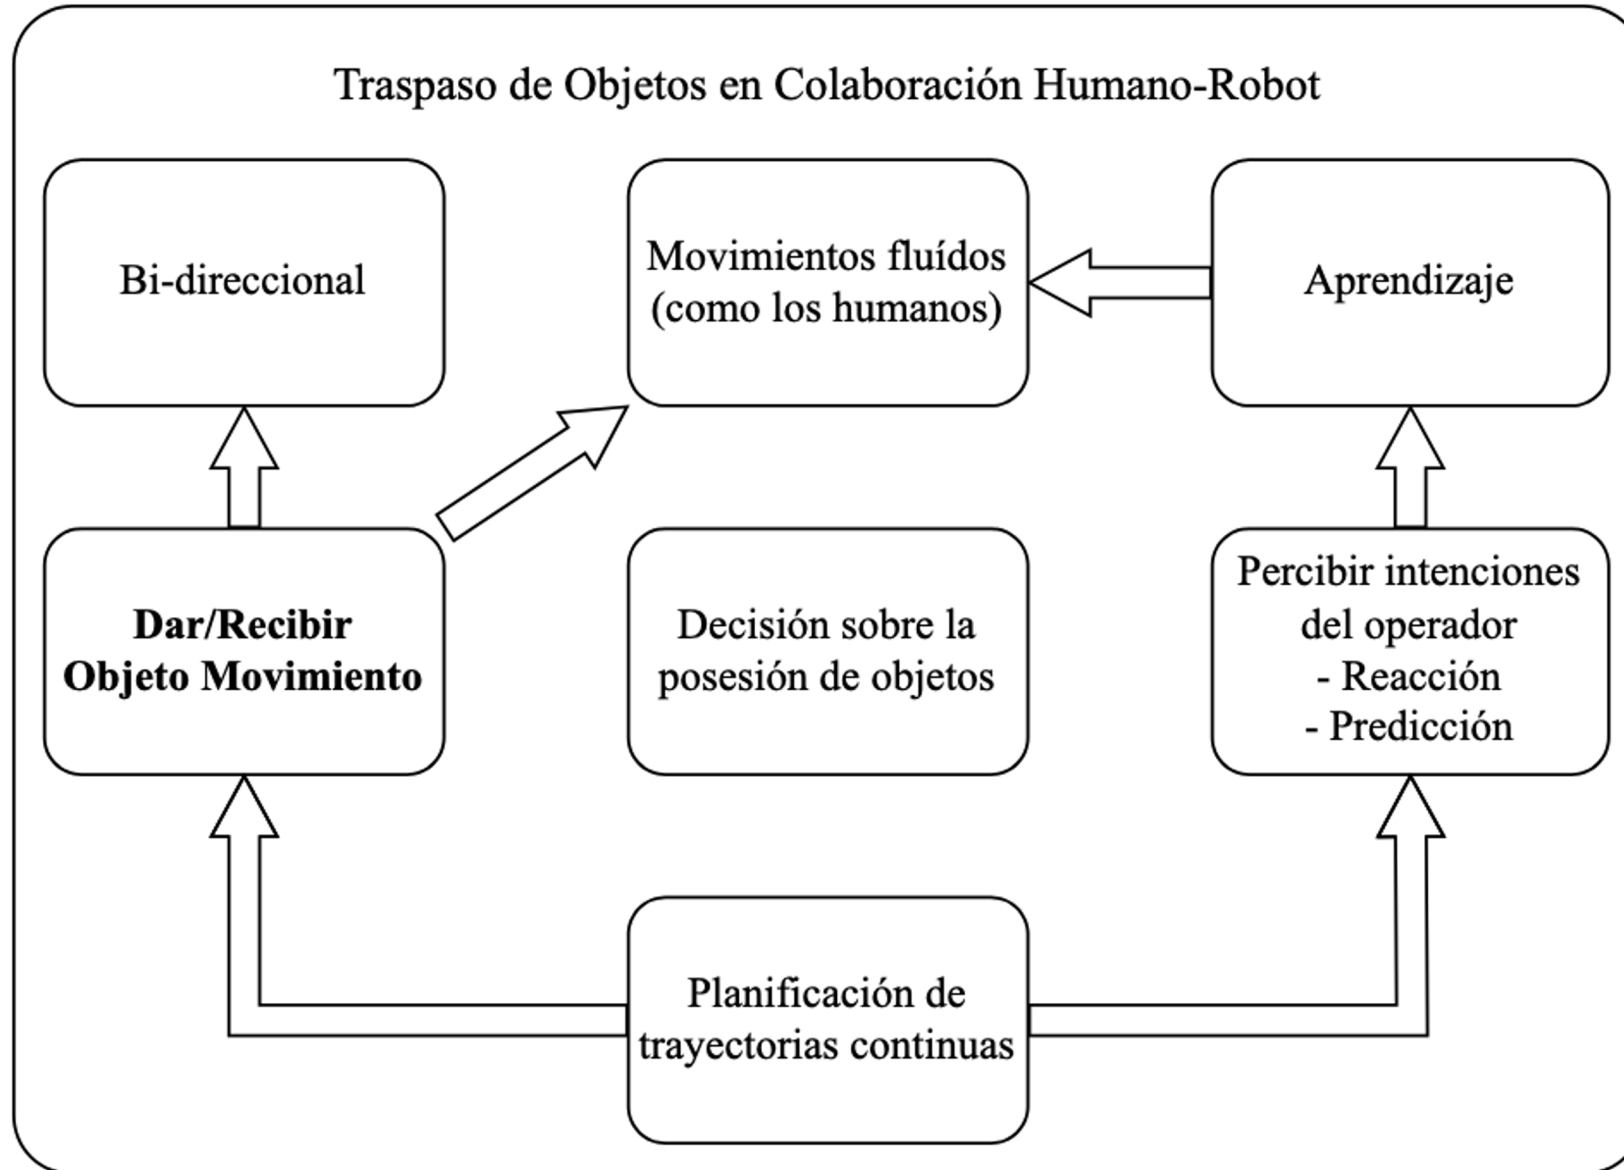 Traspaso de Objetos en Colaboración Humano-Robot
Bi-direccional
Movimientos fluídos
(como los humanos)
Aprendizaje
Dar/Recibir
Objeto Movimiento
Decisión sobre la
posesión de objetos
Percibir intenciones
del operador
- Reacción
- Predicción
Planificación de
trayectorias continuas